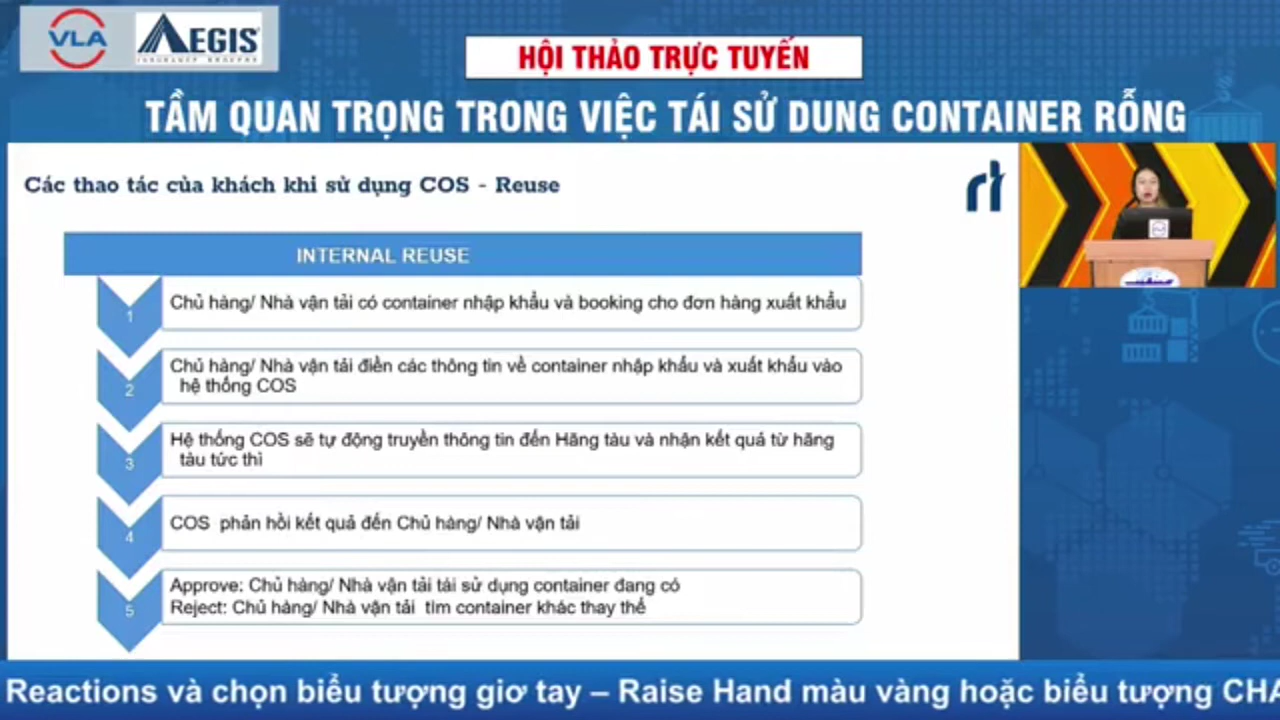 VLA
AEGIS
HỘI THẢO TRỰC TUYẾN
TẦM QUAN TRỌNG TRONG VIỆC TÁI SỬ DUNG CONTAINER RỖNG
Các thao tác của khách khi sử dụng COS - Reuse
INTERNAL REUSE
1
Chủ hàng/ Nhà vận tải có container nhập khẩu và booking cho đơn hàng xuất khẩu
2
Chủ hàng/ Nhà vận tải điền các thông tin về container nhập khẩu và xuất khẩu vào
hệ thống COS
3
Hệ thống COS sẽ tự động truyền thông tin đến Hãng tàu và nhận kết quả từ hãng
tàu tức thì
4
COS phản hồi kết quả đến Chủ hàng/ Nhà vận tải
5
Approve: Chủ hàng/ Nhà vận tải tái sử dụng container đang có
Reject: Chủ hàng/ Nhà vận tải tìm container khác thay thế
Reactions và chọn biểu tượng giơ tay – Raise Hand màu vàng hoặc biểu tượng CHA